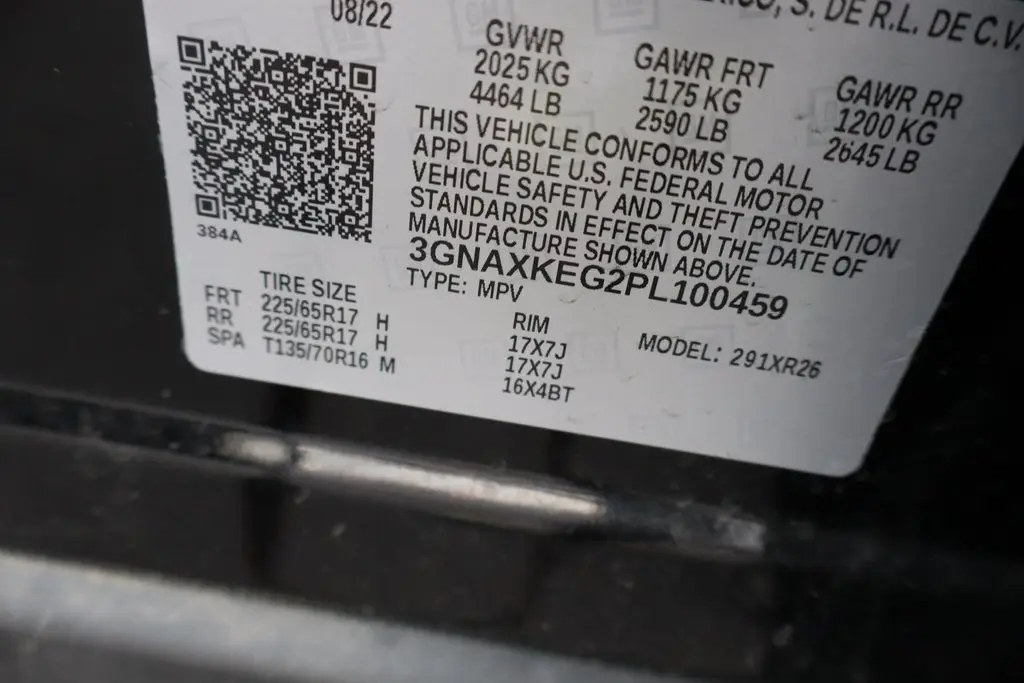 08/22
S. DE R.L. DE C.V.
GVWR
2025 KG
4464 LB
GAWR FRT
1175 KG
2590 LB
GAWR RR
1200 KG
2645 LB
THIS VEHICLE CONFORMS TO ALL
APPLICABLE U.S. FEDERAL MOTOR
VEHICLE SAFETY AND THEFT PREVENTION
STANDARDS IN EFFECT ON THE DATE OF
MANUFACTURE SHOWN ABOVE.
3GNAXKEG2PL100459
TYPE: MPV
384A
TIRE SIZE
FRT 225/65R17 H
RR 225/65R17 H
SPA T135/70R16 M
RIM
17X7J
17X7J
16X4BT
MODEL: 291XR26